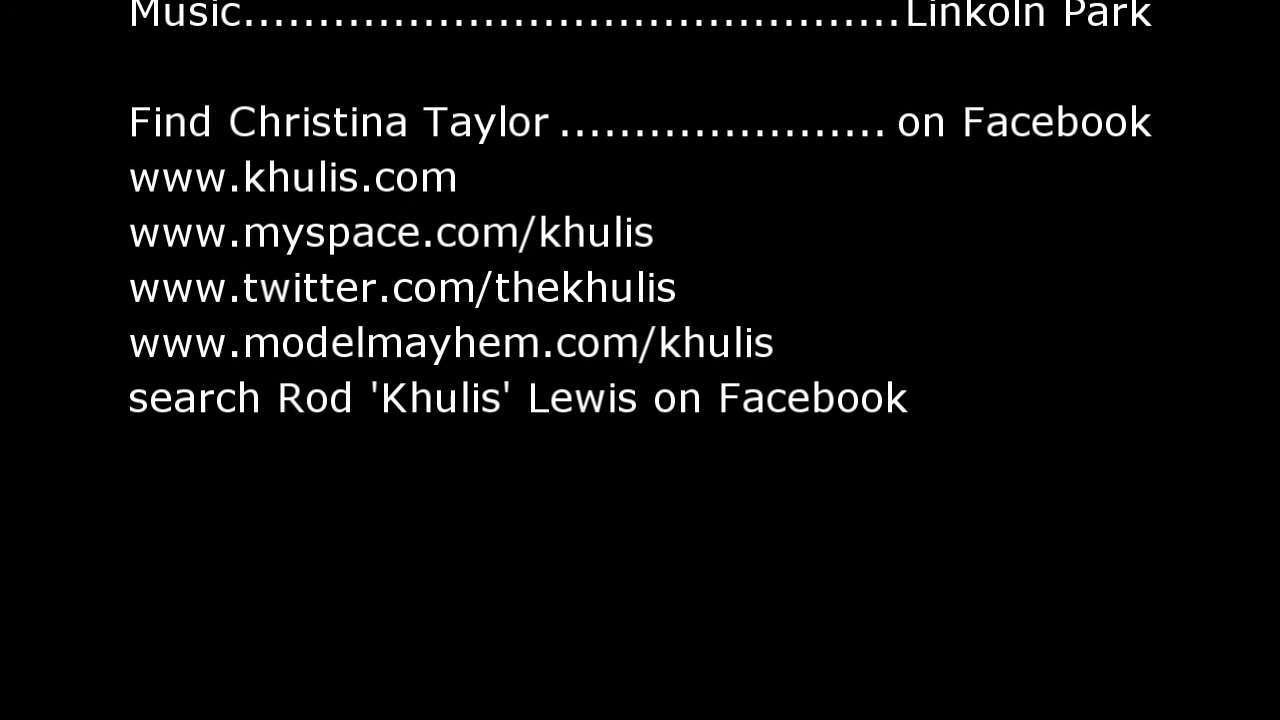 Music............................................Linkoln Park
Find Christina Taylor ...................... on Facebook
www.khulis.com
www.myspace.com/khulis
www.twitter.com/thekhulis
www.modelmayhem.com/khulis
search Rod 'Khulis' Lewis on Facebook